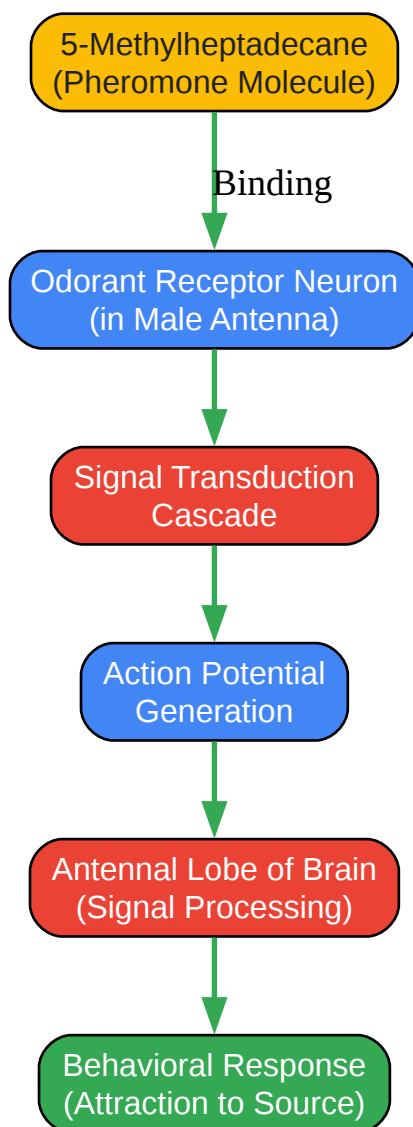 5-Methylheptadecane
(Pheromone Molecule)
Binding
Odorant Receptor Neuron
(in Male Antenna)
Signal Transduction
Cascade
Action Potential
Generation
Antennal Lobe of Brain
(Signal Processing)
Behavioral Response
(Attraction to Source)